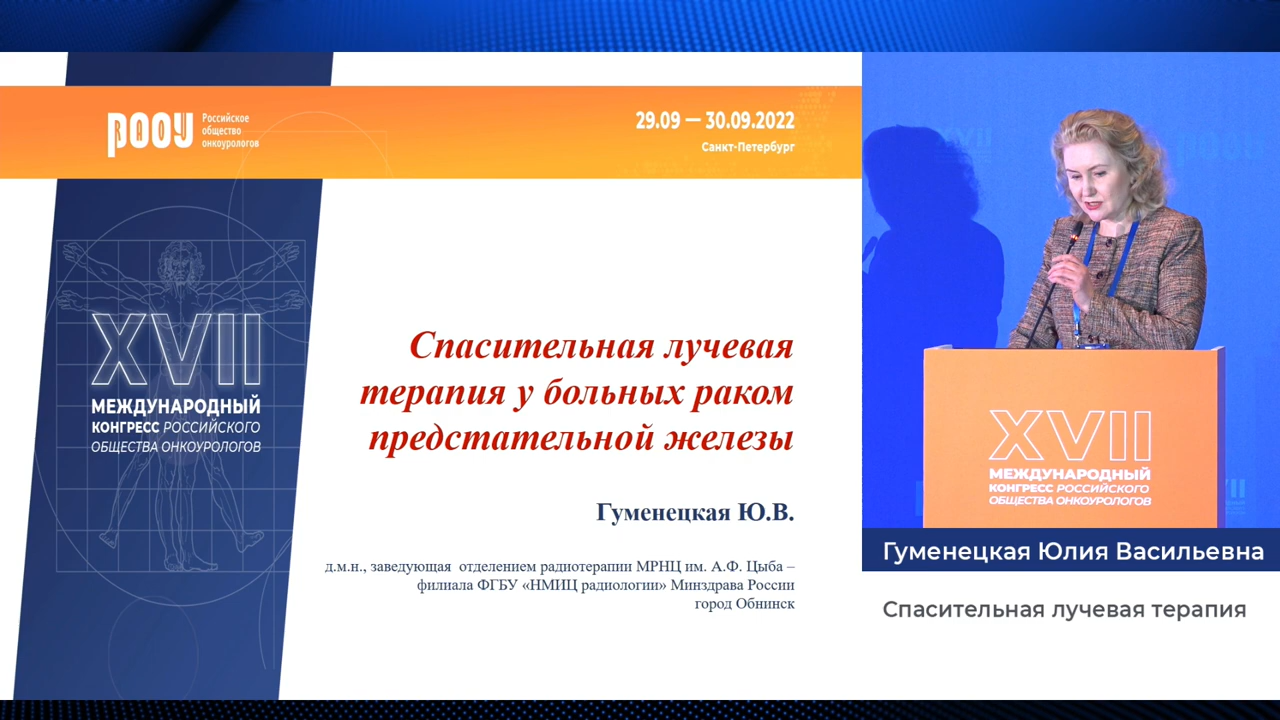 РООУ
Российское
общество
онкоурологов
29.09 — 30.09.2022
Санкт-Петербург
XVII
МЕЖДУНАРОДНЫЙ
КОНГРЕСС РОССИЙСКОГО
ОБЩЕСТВА ОНКОУРОЛОГОВ
Спасительная лучевая
терапия у больных раком
предстательной железы
Гуменецкая Ю.В.
д.м.н., заведующая отделением радиотерапии МРНЦ им. А.Ф. Цыба –
филиала ФГБУ «НМИЦ радиологии» Минздрава России
город Обнинск
XVII
МЕЖДУНАРОДНЫЙ
КОНГРЕСС РОССИЙСКОГО
ОБЩЕСТВА ОНКОУРОЛОГОВ
Гуменецкая Юлия Васильевна
Спасительная лучевая терапия